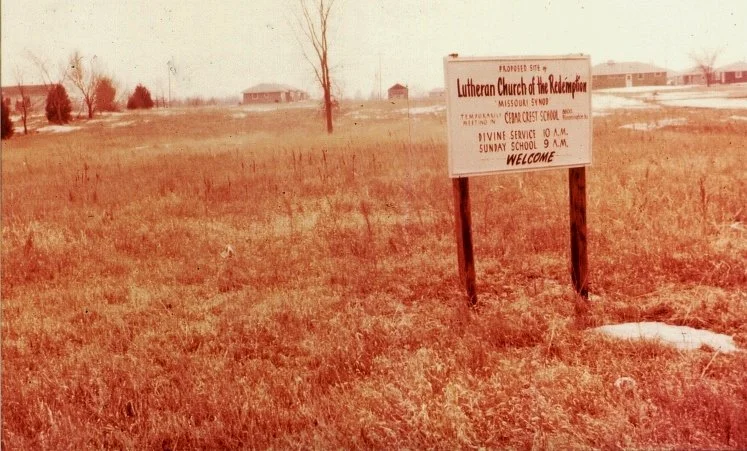 PROPOSED SITE of
Lutheran Church of the Redemption
MISSOURI SYNOD
TEMPORARILY
MEETING IN CEDAR CREST SCHOOL
DIVINE SERVICE 10 A.M.
SUNDAY SCHOOL 9 A.M.
WELCOME